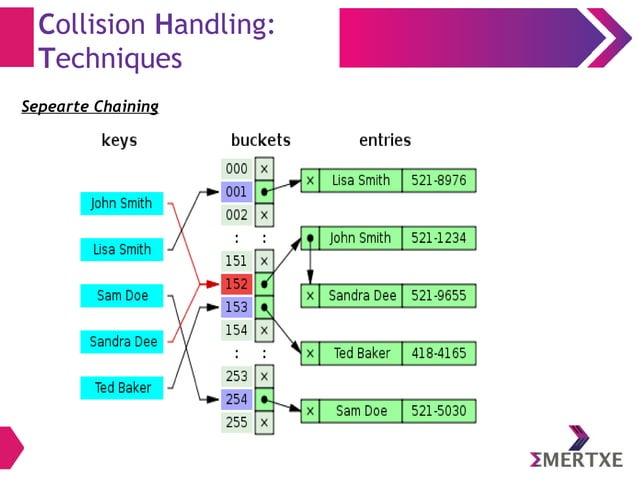 Collision Handling:
Techniques
Sepearte Chaining
keys buckets entries
000 x
Lisa Smith 521-8976
x
001
John Smith
002 x
: :
John Smith 521-1234
Lisa Smith
151 x
152
Sam Doe
x Sandra Dee 521-9655
153
154 x
Sandra Dee
: :
x Ted Baker 418-4165
253 x
Ted Baker
254
x Sam Doe 521-5030
255 x
EMERTXE